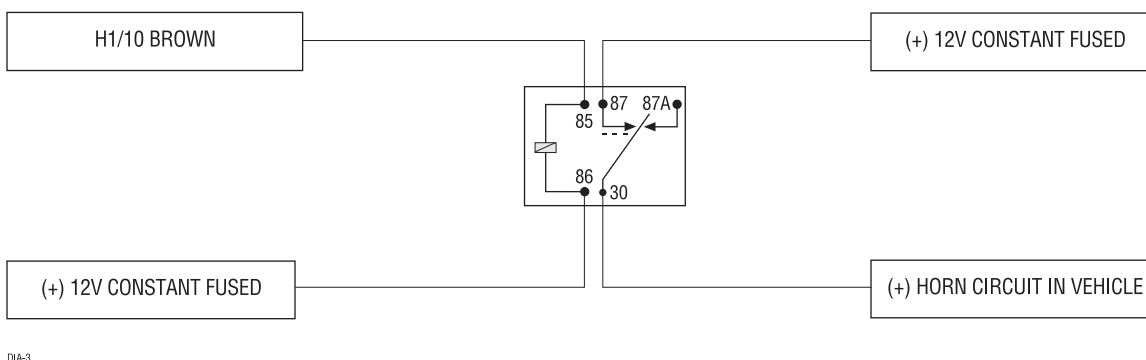 H1/10 BROWN
(+) 12V CONSTANT FUSED
87 87A
85
86
30
(+) 12V CONSTANT FUSED
(+) HORN CIRCUIT IN VEHICLE
DIA-3